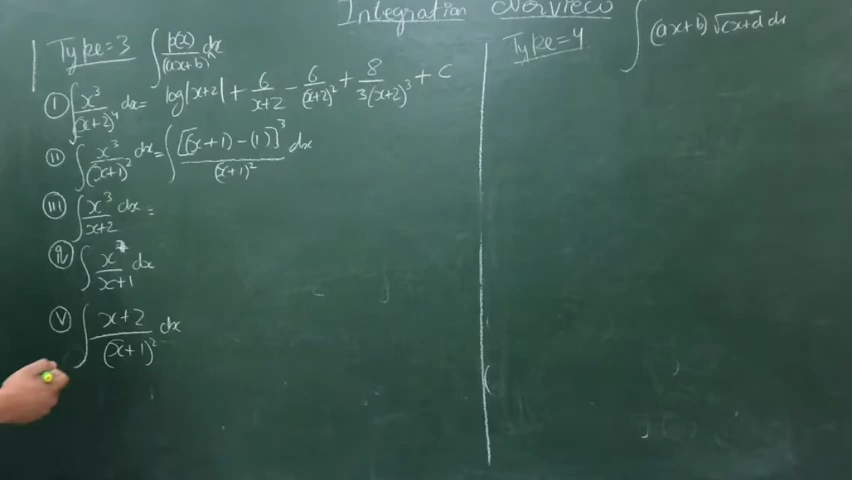 Integration Overview
Type=3 ∫ p(x)/(ax+b)ⁿ dx
(i) ∫ x³/(x+2)⁴ dx = log|x+2| + 6/(x+2) - 6/(x+2)² + 8/3(x+2)³ + C
(ii) ∫ x³/(x+1)² dx = ∫ [(x+1)-(1)]³/(x+1)² dx
(iii) ∫ x³/x+2 dx =
(iv) ∫ x/x+1 dx
(v) ∫ x+2/(x+1)² dx
Type=4 ∫ (ax+b) √cx+d dx